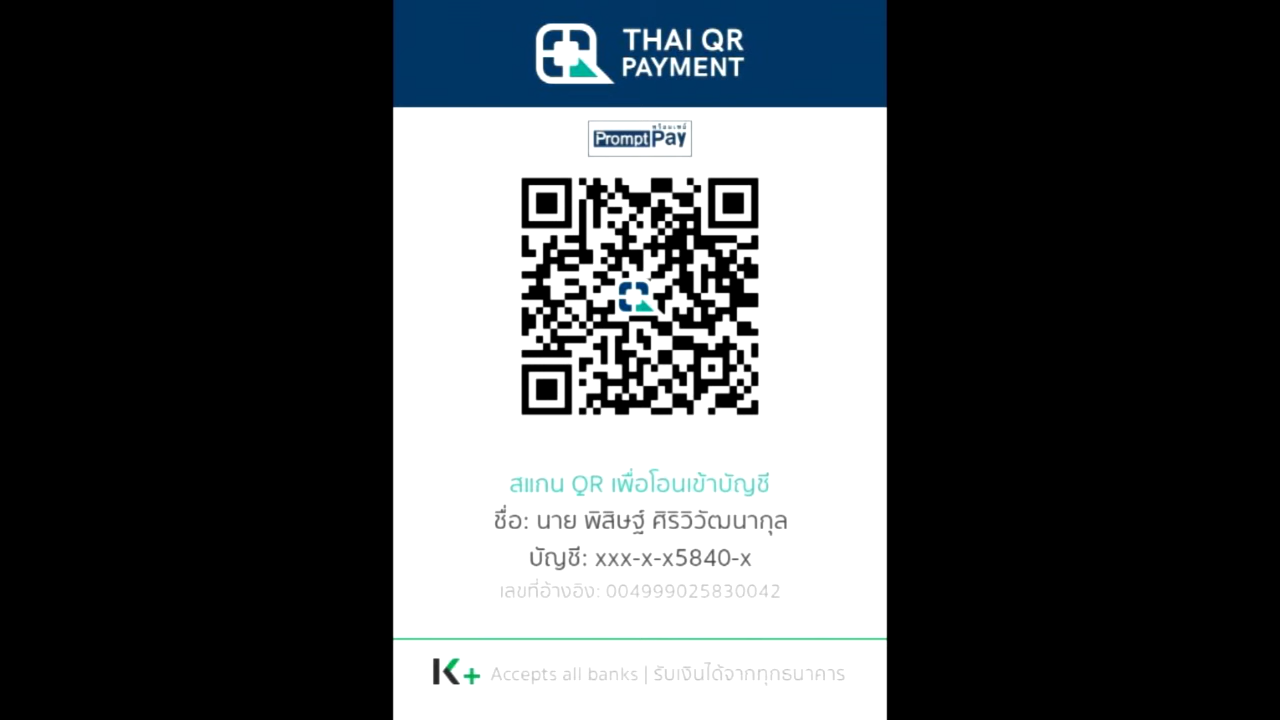 THAI QR
PAYMENT
พร้อมเพย์
PromptPay
สแกน QR เพื่อโอนเข้าบัญชี
ชื่อ: นาย พิสิษฐ์ ศิริวิวัฒนากุล
บัญชี: xxx-x-x5840-x
เลขที่อ้างอิง: 004999025830042
K+ Accepts all banks | รับเงินได้จากทุกธนาคาร